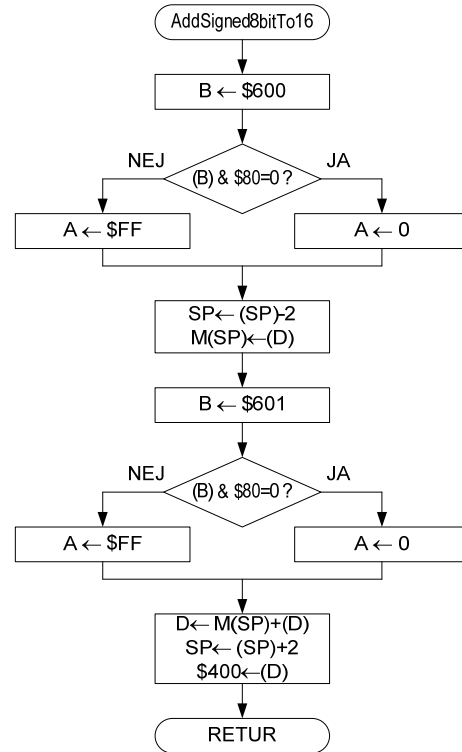 AddSigned8bitTo16
B ← $600
NEJ
JA
(B) & $80=0 ?
A ← $FF
A ← 0
SP← (SP)-2
M(SP)←(D)
B ← $601
NEJ
JA
(B) & $80=0 ?
A ← $FF
A ← 0
D← M(SP)+(D)
SP← (SP)+2
$400←(D)
RETUR